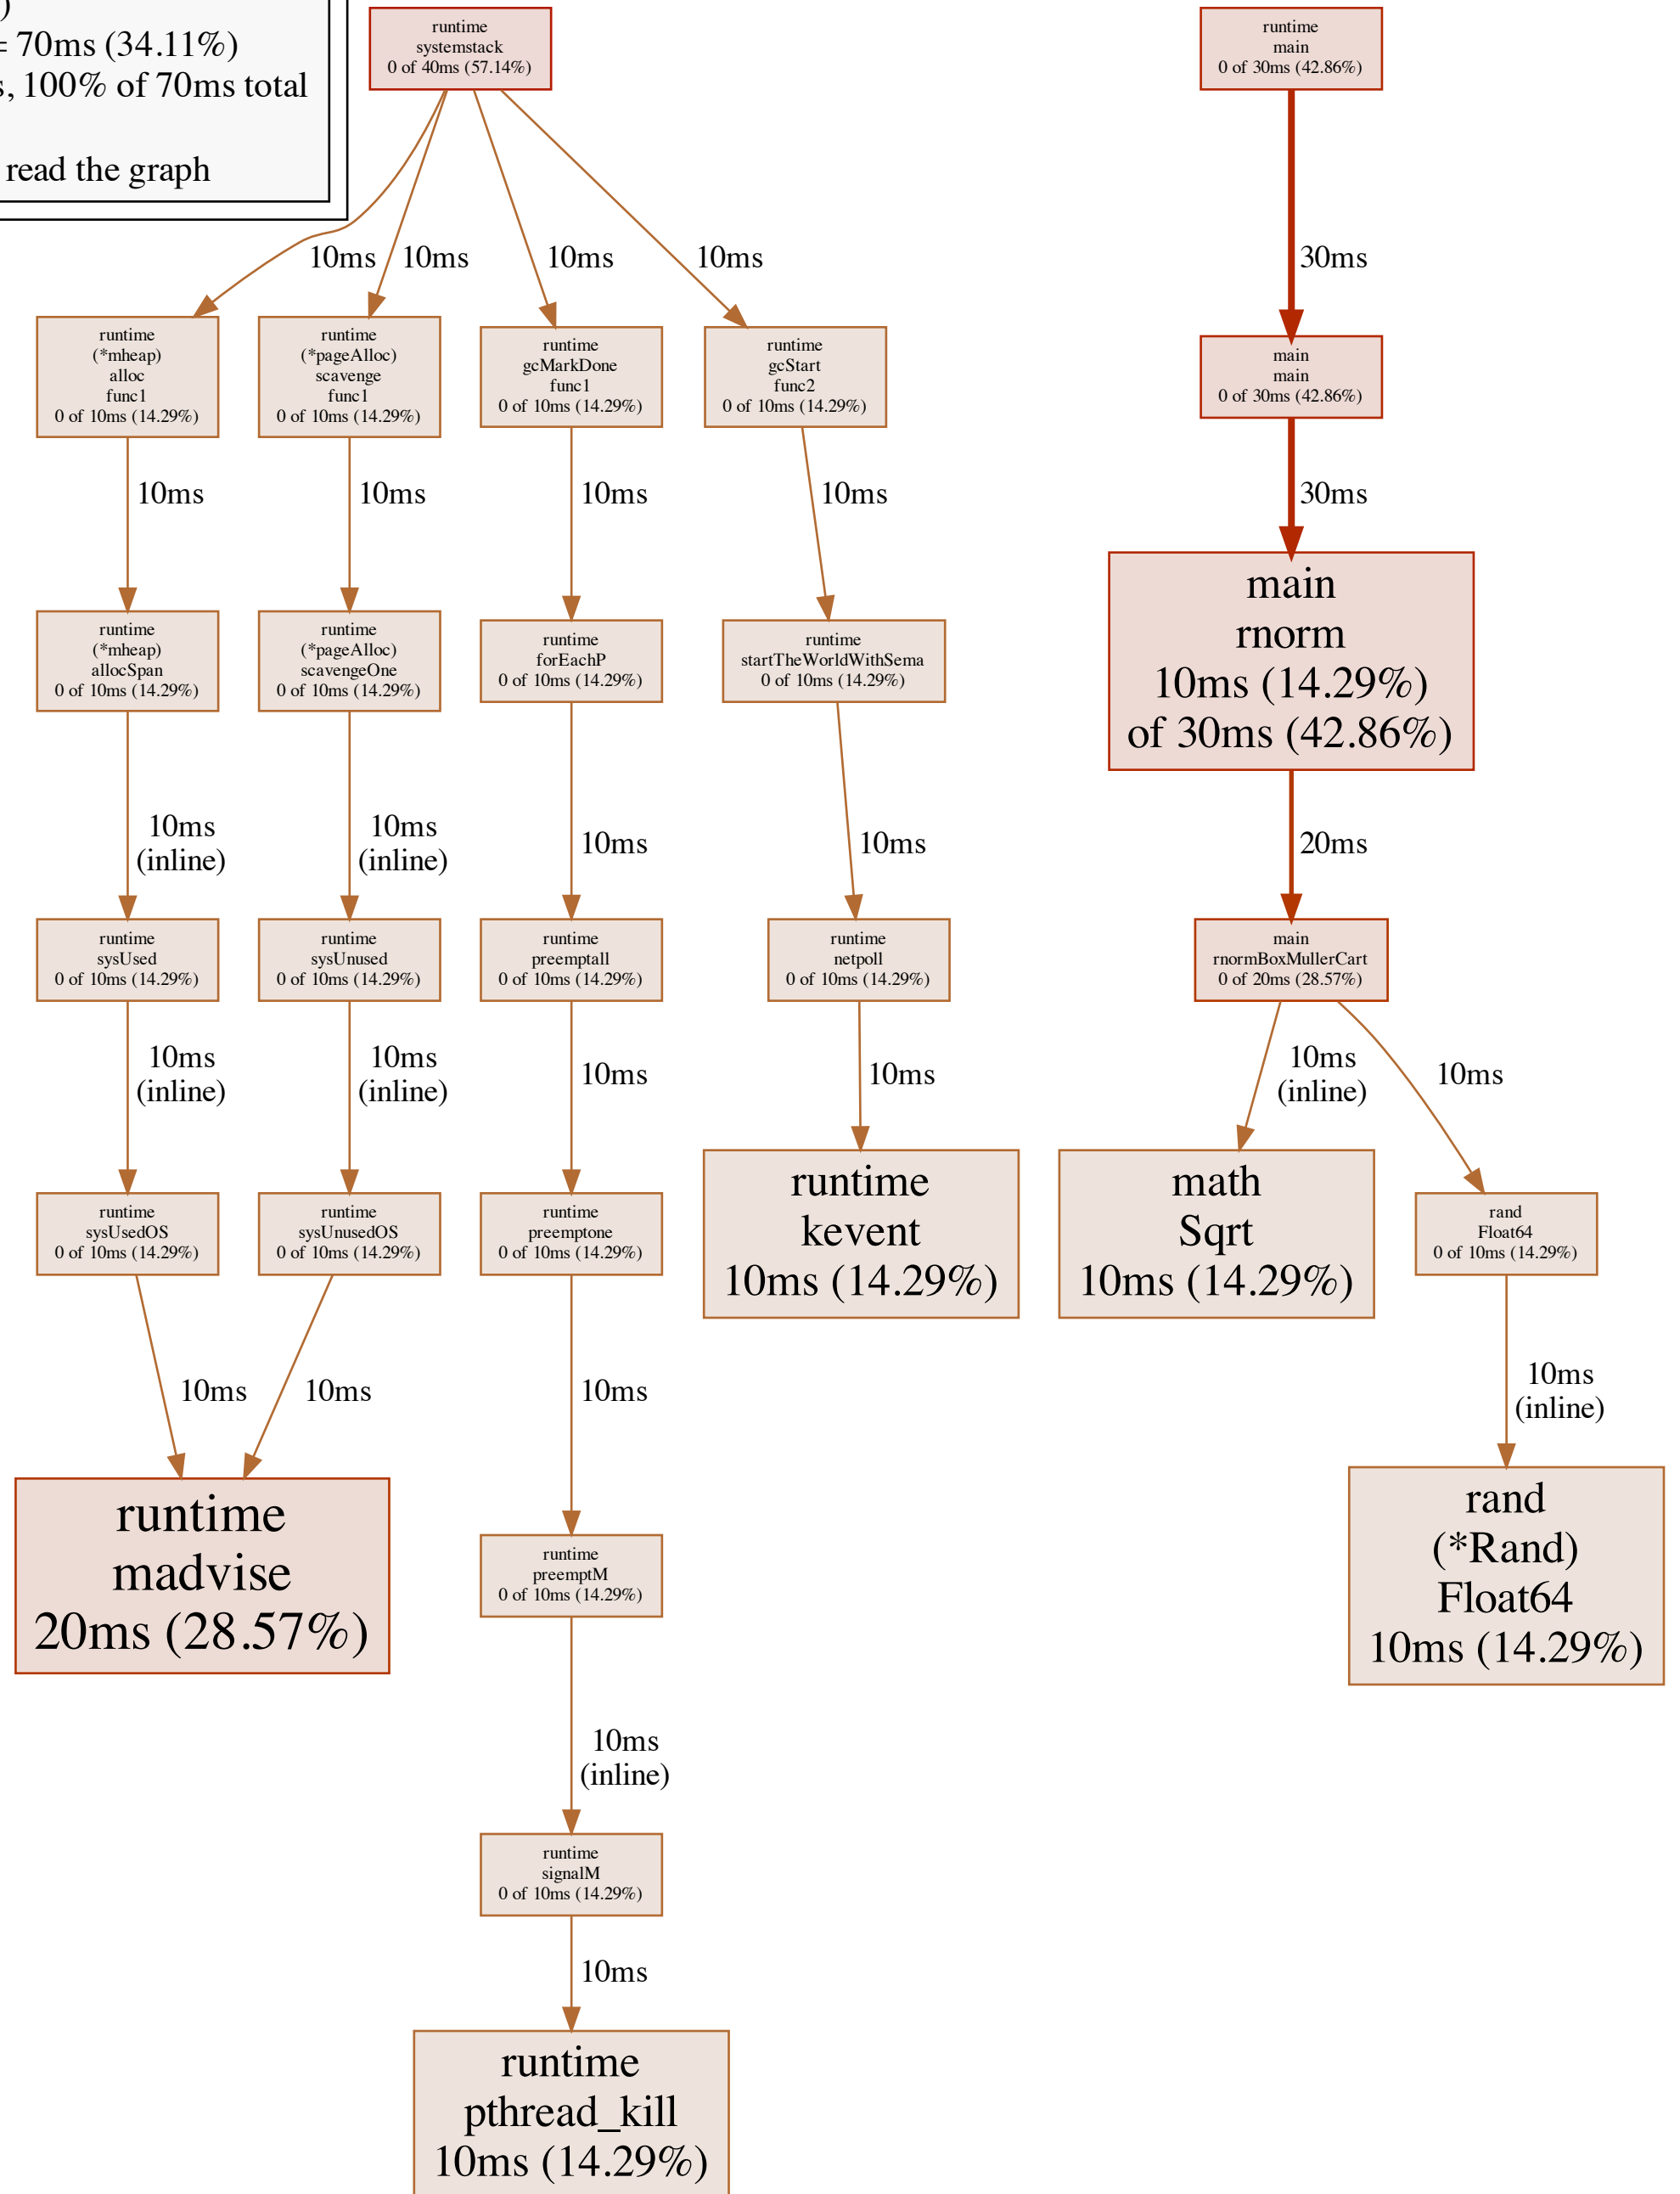 )
= 70ms (34.11%)
s, 100% of 70ms total
read the graph
runtime
systemstack
0 of 40ms (57.14%)
runtime
main
0 of 30ms (42.86%)
10ms
10ms
10ms
10ms
30ms
runtime
(*mheap)
alloc
func1
0 of 10ms (14.29%)
runtime
(*pageAlloc)
scavenge
func1
0 of 10ms (14.29%)
runtime
gcMarkDone
func1
0 of 10ms (14.29%)
runtime
gcStart
func2
0 of 10ms (14.29%)
main
main
0 of 30ms (42.86%)
10ms
10ms
10ms
10ms
30ms
runtime
(*mheap)
allocSpan
0 of 10ms (14.29%)
runtime
(*pageAlloc)
scavengeOne
0 of 10ms (14.29%)
runtime
forEachP
0 of 10ms (14.29%)
runtime
startTheWorldWithSema
0 of 10ms (14.29%)
main
rnorm
10ms (14.29%)
of 30ms (42.86%)
10ms
(inline)
10ms
(inline)
10ms
10ms
20ms
runtime
sysUsed
0 of 10ms (14.29%)
runtime
sysUnused
0 of 10ms (14.29%)
runtime
preemptall
0 of 10ms (14.29%)
runtime
netpoll
0 of 10ms (14.29%)
main
rnormBoxMullerCart
0 of 20ms (28.57%)
10ms
(inline)
10ms
(inline)
10ms
10ms
10ms
(inline)
10ms
runtime
sysUsedOS
0 of 10ms (14.29%)
runtime
sysUnusedOS
0 of 10ms (14.29%)
runtime
preemptone
0 of 10ms (14.29%)
runtime
kevent
10ms (14.29%)
math
Sqrt
10ms (14.29%)
rand
Float64
0 of 10ms (14.29%)
10ms
10ms
10ms
10ms
(inline)
runtime
madvise
20ms (28.57%)
runtime
preemptM
0 of 10ms (14.29%)
rand
(*Rand)
Float64
10ms (14.29%)
10ms
(inline)
runtime
signalM
0 of 10ms (14.29%)
10ms
runtime
pthread_kill
10ms (14.29%)